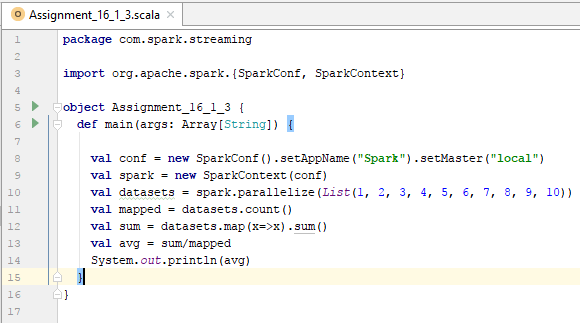 Assignment_16_1_3.scala
1 package com.spark.streaming
2
3 import org.apache.spark.{SparkConf, SparkContext}
4
5 object Assignment_16_1_3 {
6 def main(args: Array[String]) {
7
8 val conf = new SparkConf().setAppName("Spark").setMaster("local")
9 val spark = new SparkContext(conf)
10 val datasets = spark.parallelize(List(1, 2, 3, 4, 5, 6, 7, 8, 9, 10))
11 val mapped = datasets.count()
12 val sum = datasets.map(x=>x).sum()
13 val avg = sum/mapped
14 System.out.println(avg)
15 }
16 }
17